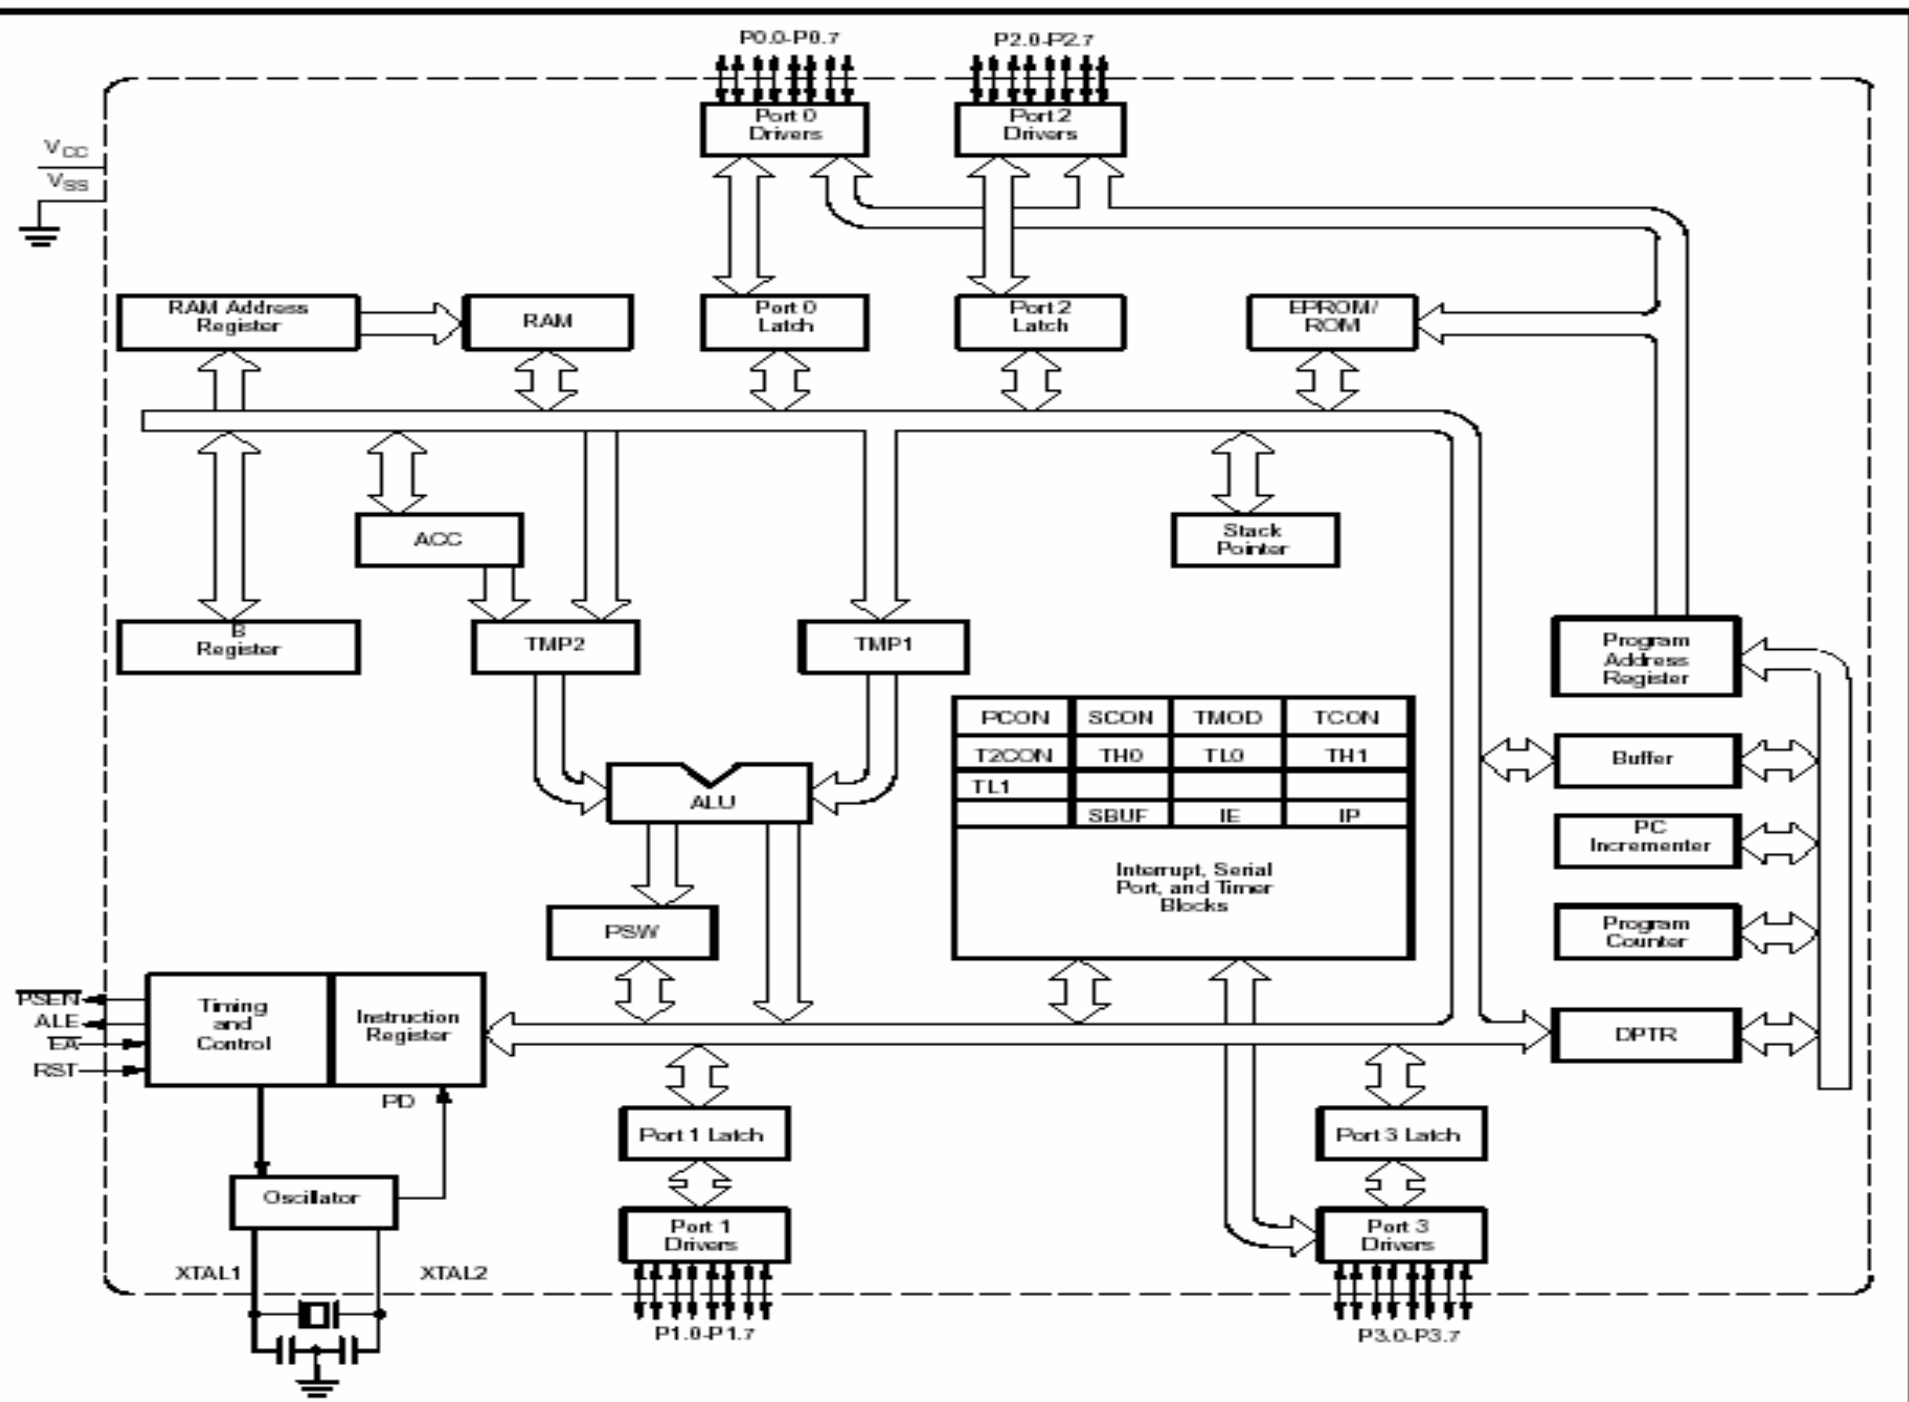 P0.0-P0.7
P2.0-P2.7
Port 0
Drivers
Port 2
Drivers
VCC
VSS
RAM Address
Register
RAM
Port 0
Latch
Port 2
Latch
EPROM/
ROM
ACC
Stack
Pointer
B
Register
TMP2
TMP1
Program
Address
Register
PCON SCON TMOD TCON
T2CON TH0 TL0 TH1
TL1
SBUF IE IP
Interrupt, Serial
Port, and Timer
Blocks
Buffer
ALU
PC
Incrementer
PSW
Program
Counter
PSEN
ALE
EA
RST
Timing
and
Control
Instruction
Register
DPTR
PD
Port 1 Latch
Port 3 Latch
Oscillator
Port 1
Drivers
Port 3
Drivers
XTAL1
XTAL2
P1.0-P1.7
P3.0-P3.7